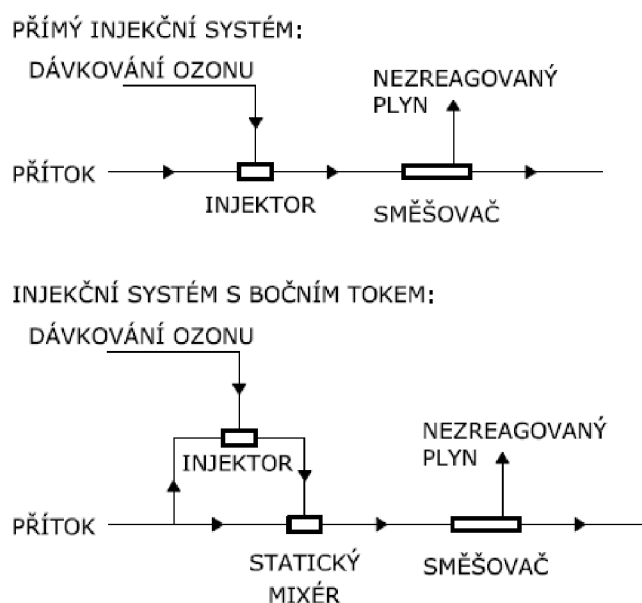 PŘÍMÝ INJEKČNÍ SYSTÉM:
DÁVKOVÁNÍ OZONU
NEZREAGOVANÝ
PLYN
PŘÍTOK
INJEKTOR
SMĚŠOVAČ
INJEKČNÍ SYSTÉM S BOČNÍM TOKEM:
DÁVKOVÁNÍ OZONU
NEZREAGOVANÝ
PLYN
INJEKTOR
PŘÍTOK
STATICKÝ
MIXÉR
SMĚŠOVAČ